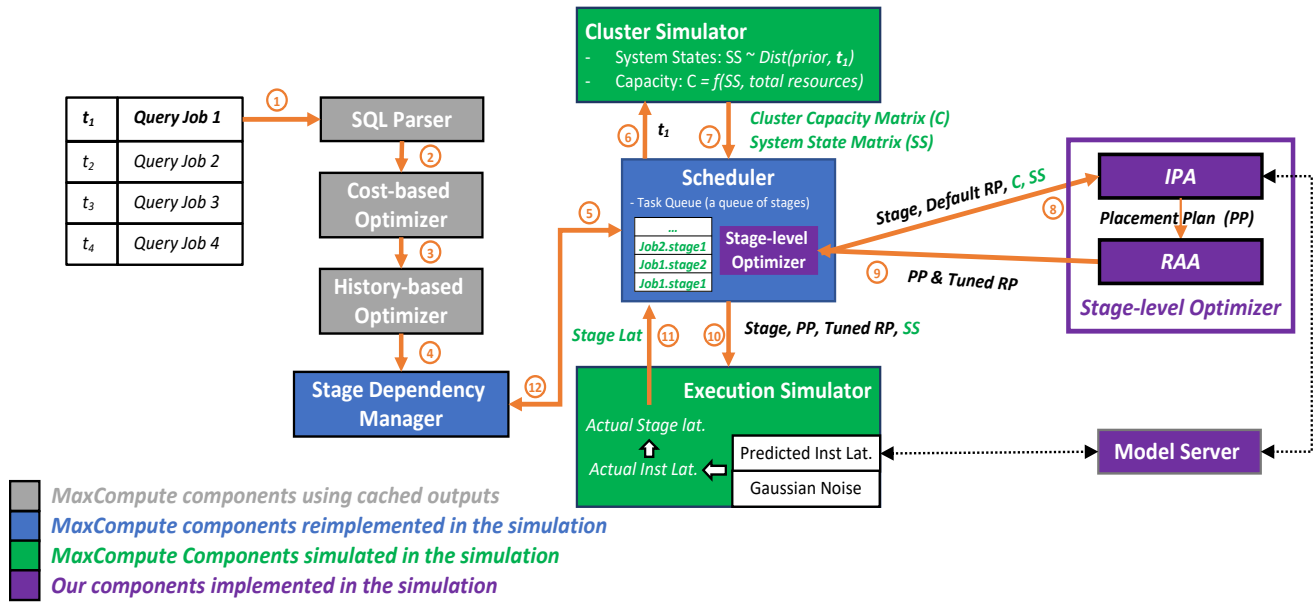 Cluster Simulator
- System States: SS ~ Dist(prior, t1)
- Capacity: C = f(SS, total resources)
t1 Query Job 1
t2 Query Job 2
t3 Query Job 3
t4 Query Job 4
1
SQL Parser
2
Cost-based
Optimizer
3
History-based
Optimizer
4
Stage Dependency
Manager
5
12
6
t1
7
Cluster Capacity Matrix (C)
System State Matrix (SS)
Scheduler
- Task Queue (a queue of stages)
...
Job2.stage1
Job1.stage2
Job1.stage1
Stage-level
Optimizer
Stage, Default RP, C, SS
8
9
PP & Tuned RP
IPA
Placement Plan (PP)
RAA
Stage-level Optimizer
Stage Lat
11
10
Stage, PP, Tuned RP, SS
Execution Simulator
Actual Stage lat.
Actual Inst Lat.
Predicted Inst Lat.
Gaussian Noise
Model Server
MaxCompute components using cached outputs
MaxCompute components reimplemented in the simulation
MaxCompute Components simulated in the simulation
Our components implemented in the simulation